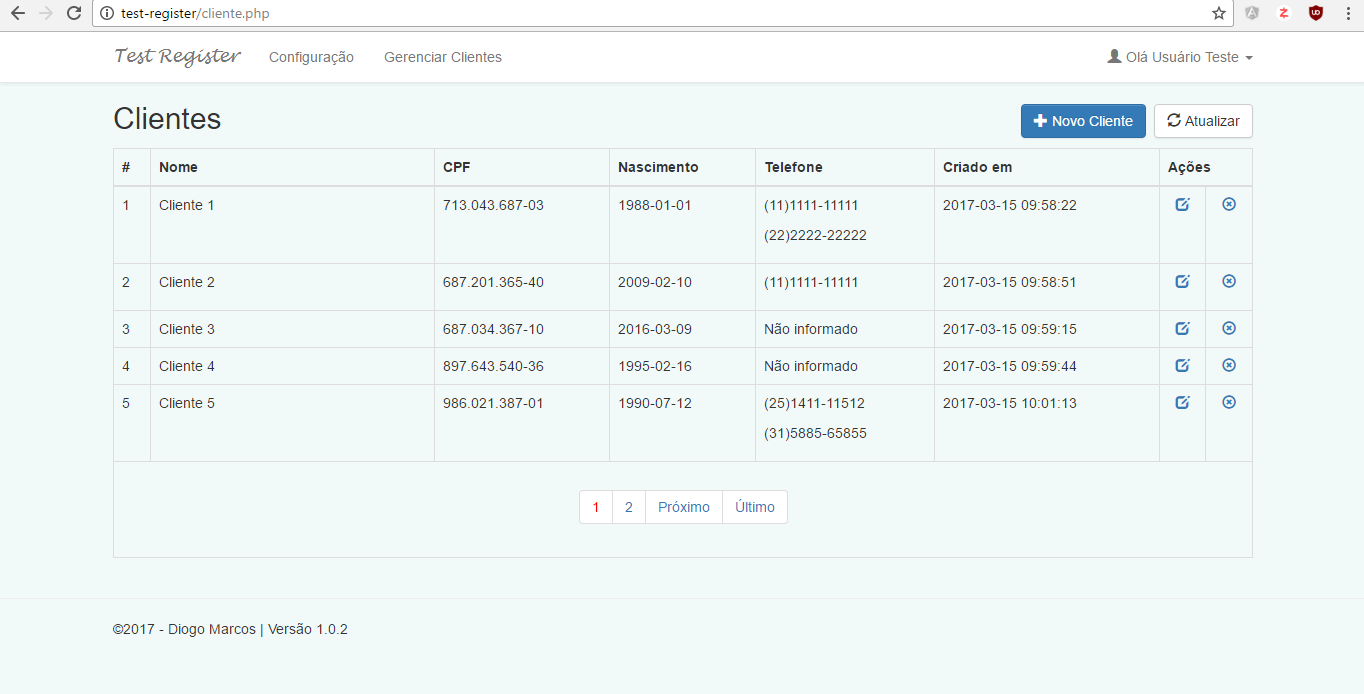 test-register/cliente.php
Test Register Configuração Gerenciar Clientes Olá Usuário Teste
Clientes Novo Cliente Atualizar
# Nome CPF Nascimento Telefone Criado em Ações
1 Cliente 1 713.043.687-03 1988-01-01 (11)1111-11111 2017-03-15 09:58:22
(22)2222-22222
2 Cliente 2 687.201.365-40 2009-02-10 (11)1111-11111 2017-03-15 09:58:51
3 Cliente 3 687.034.367-10 2016-03-09 Não informado 2017-03-15 09:59:15
4 Cliente 4 897.643.540-36 1995-02-16 Não informado 2017-03-15 09:59:44
5 Cliente 5 986.021.387-01 1990-07-12 (25)1411-11512 2017-03-15 10:01:13
(31)5885-65855
1 2 Próximo Último
©2017 - Diogo Marcos | Versão 1.0.2